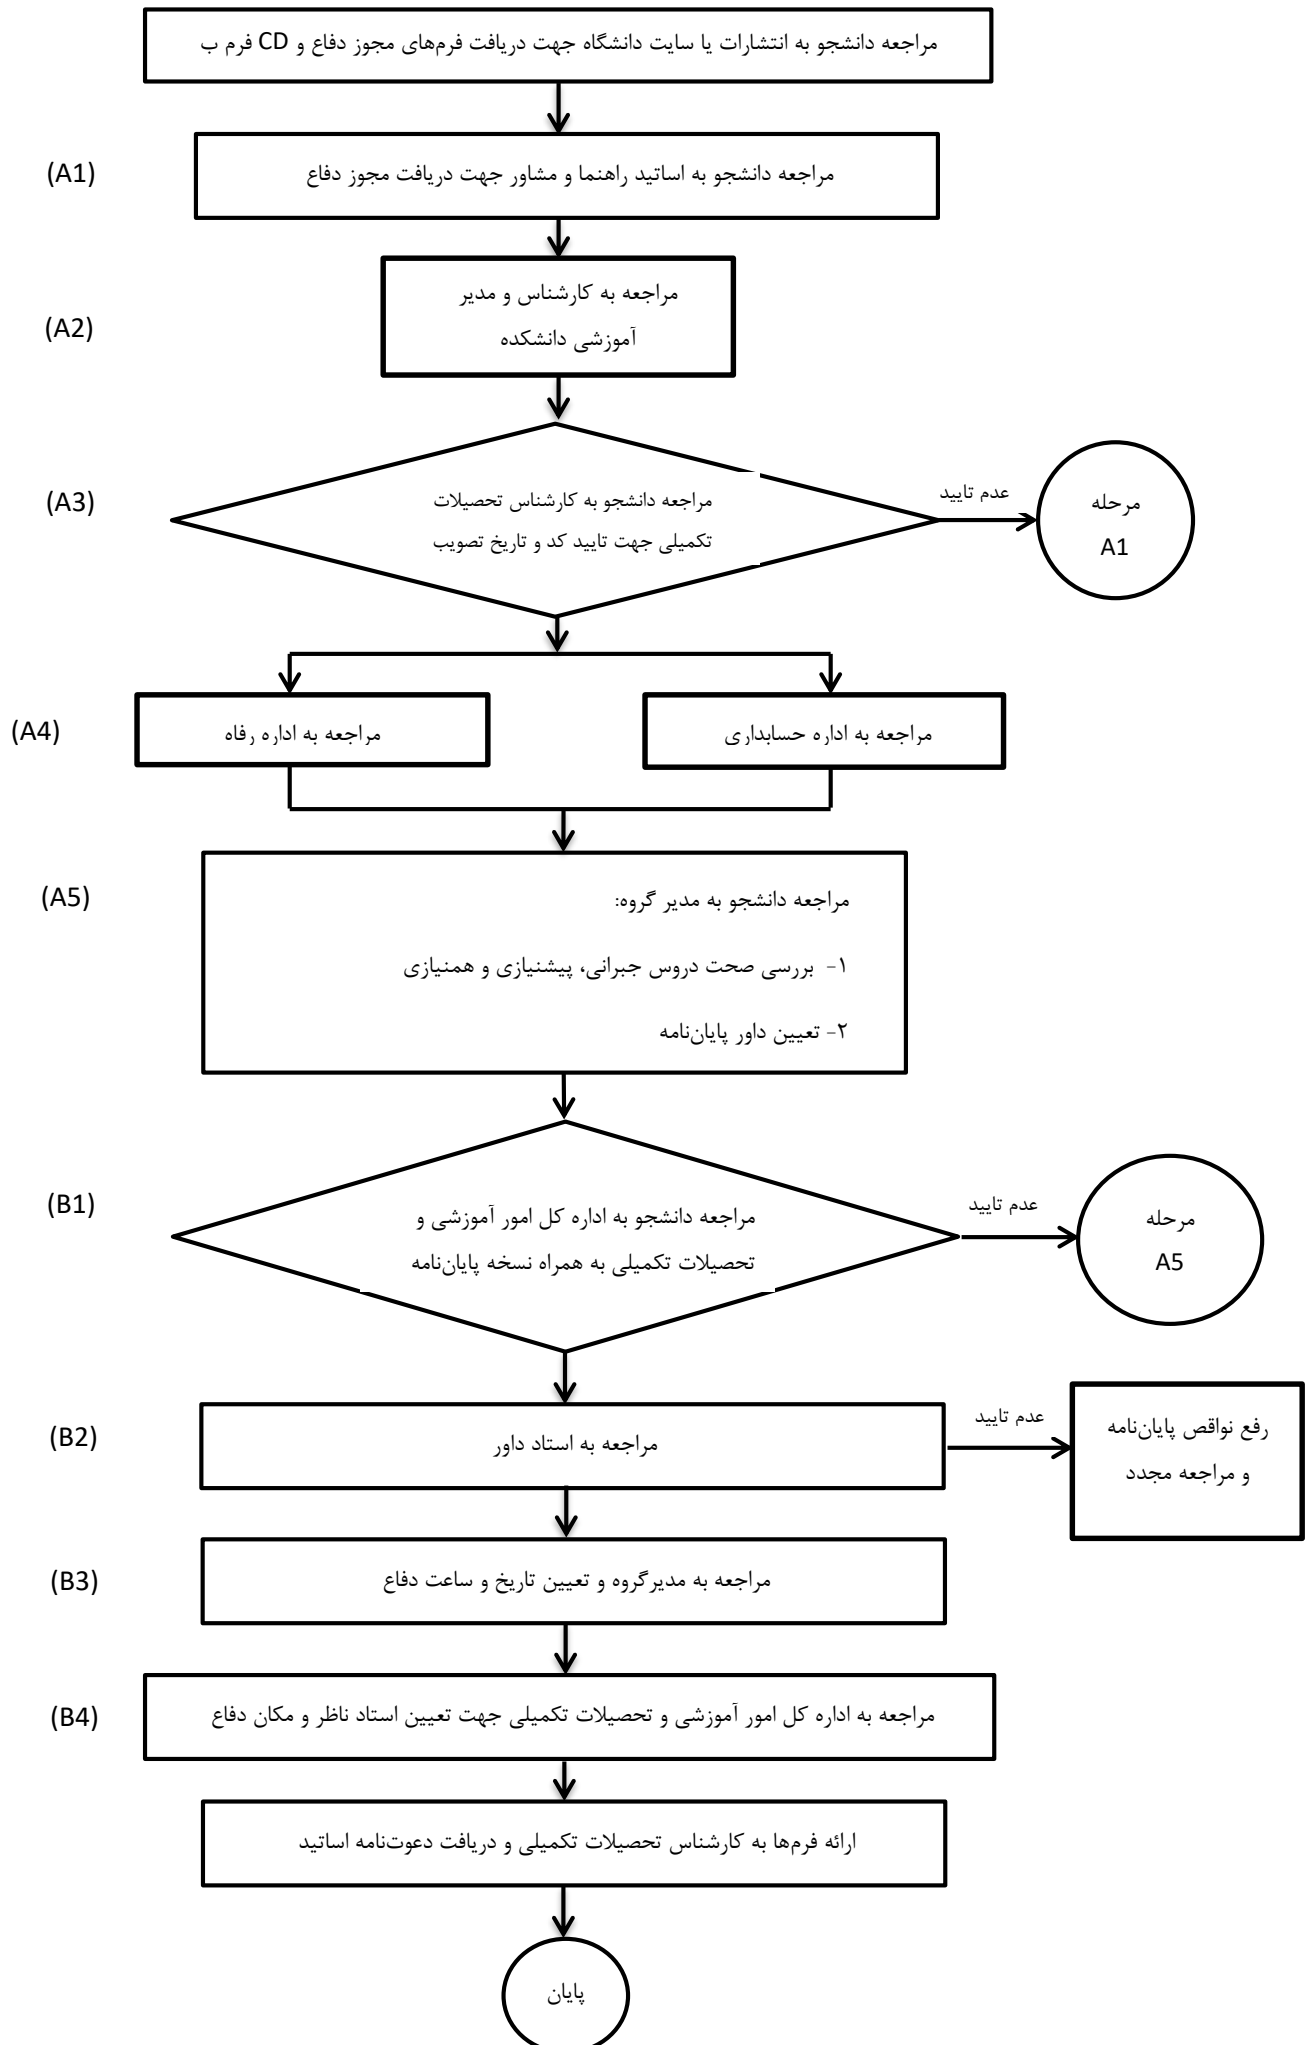 مراجعه دانشجو به انتشارات یا سایت دانشگاه جهت دریافت فرم‌های مجوز دفاع و CD فرم ب
(A1)
مراجعه دانشجو به اساتید راهنما و مشاور جهت دریافت مجوز دفاع
(A2)
مراجعه به کارشناس و مدیر
آموزشی دانشکده
(A3)
مراجعه دانشجو به کارشناس تحصیلات
تکمیلی جهت تایید کد و تاریخ تصویب
عدم تایید
مرحله
A1
(A4)
مراجعه به اداره حسابداری
مراجعه به اداره رفاه
(A5)
مراجعه دانشجو به مدیر گروه:
۱- بررسی صحت دروس جبرانی، پیشنیازی و همنیازی
۲- تعیین داور پایان‌نامه
(B1)
مراجعه دانشجو به اداره کل امور آموزشی و
تحصیلات تکمیلی به همراه نسخه پایان‌نامه
عدم تایید
مرحله
A5
(B2)
مراجعه به استاد داور
عدم تایید
رفع نواقص پایان‌نامه
و مراجعه مجدد
(B3)
مراجعه به مدیرگروه و تعیین تاریخ و ساعت دفاع
(B4)
مراجعه به اداره کل امور آموزشی و تحصیلات تکمیلی جهت تعیین استاد ناظر و مکان دفاع
ارائه فرم‌ها به کارشناس تحصیلات تکمیلی و دریافت دعوت‌نامه اساتید
پایان